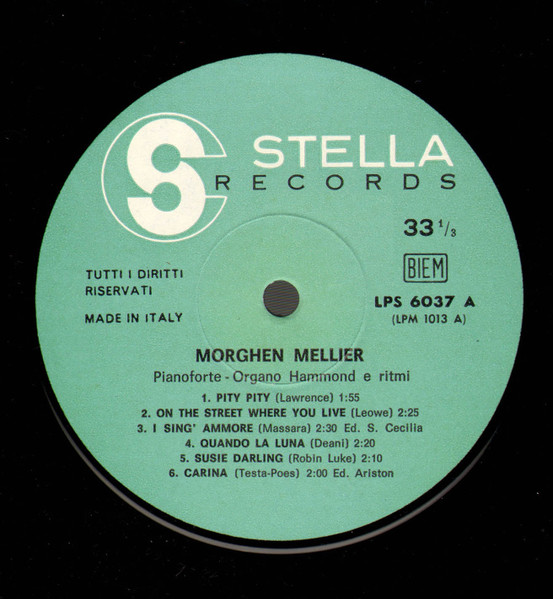 S
STELLA
RECORDS
33 1/3
BIEM
TUTTI I DIRITTI
RISERVATI
MADE IN ITALY
LPS 6037 A
(LPM 1013 A)
MORGHEN MELLIER
Pianoforte - Organo Hammond e ritmi
1. PITY PITY (Lawrence) 1:55
2. ON THE STREET WHERE YOU LIVE (Leowe) 2:25
3. I SING' AMMORE (Massara) 2:30 Ed. S. Cecilia
4. QUANDO LA LUNA (Deani) 2:20
5. SUSIE DARLING (Robin Luke) 2:10
6. CARINA (Testa-Poes) 2:00 Ed. Ariston